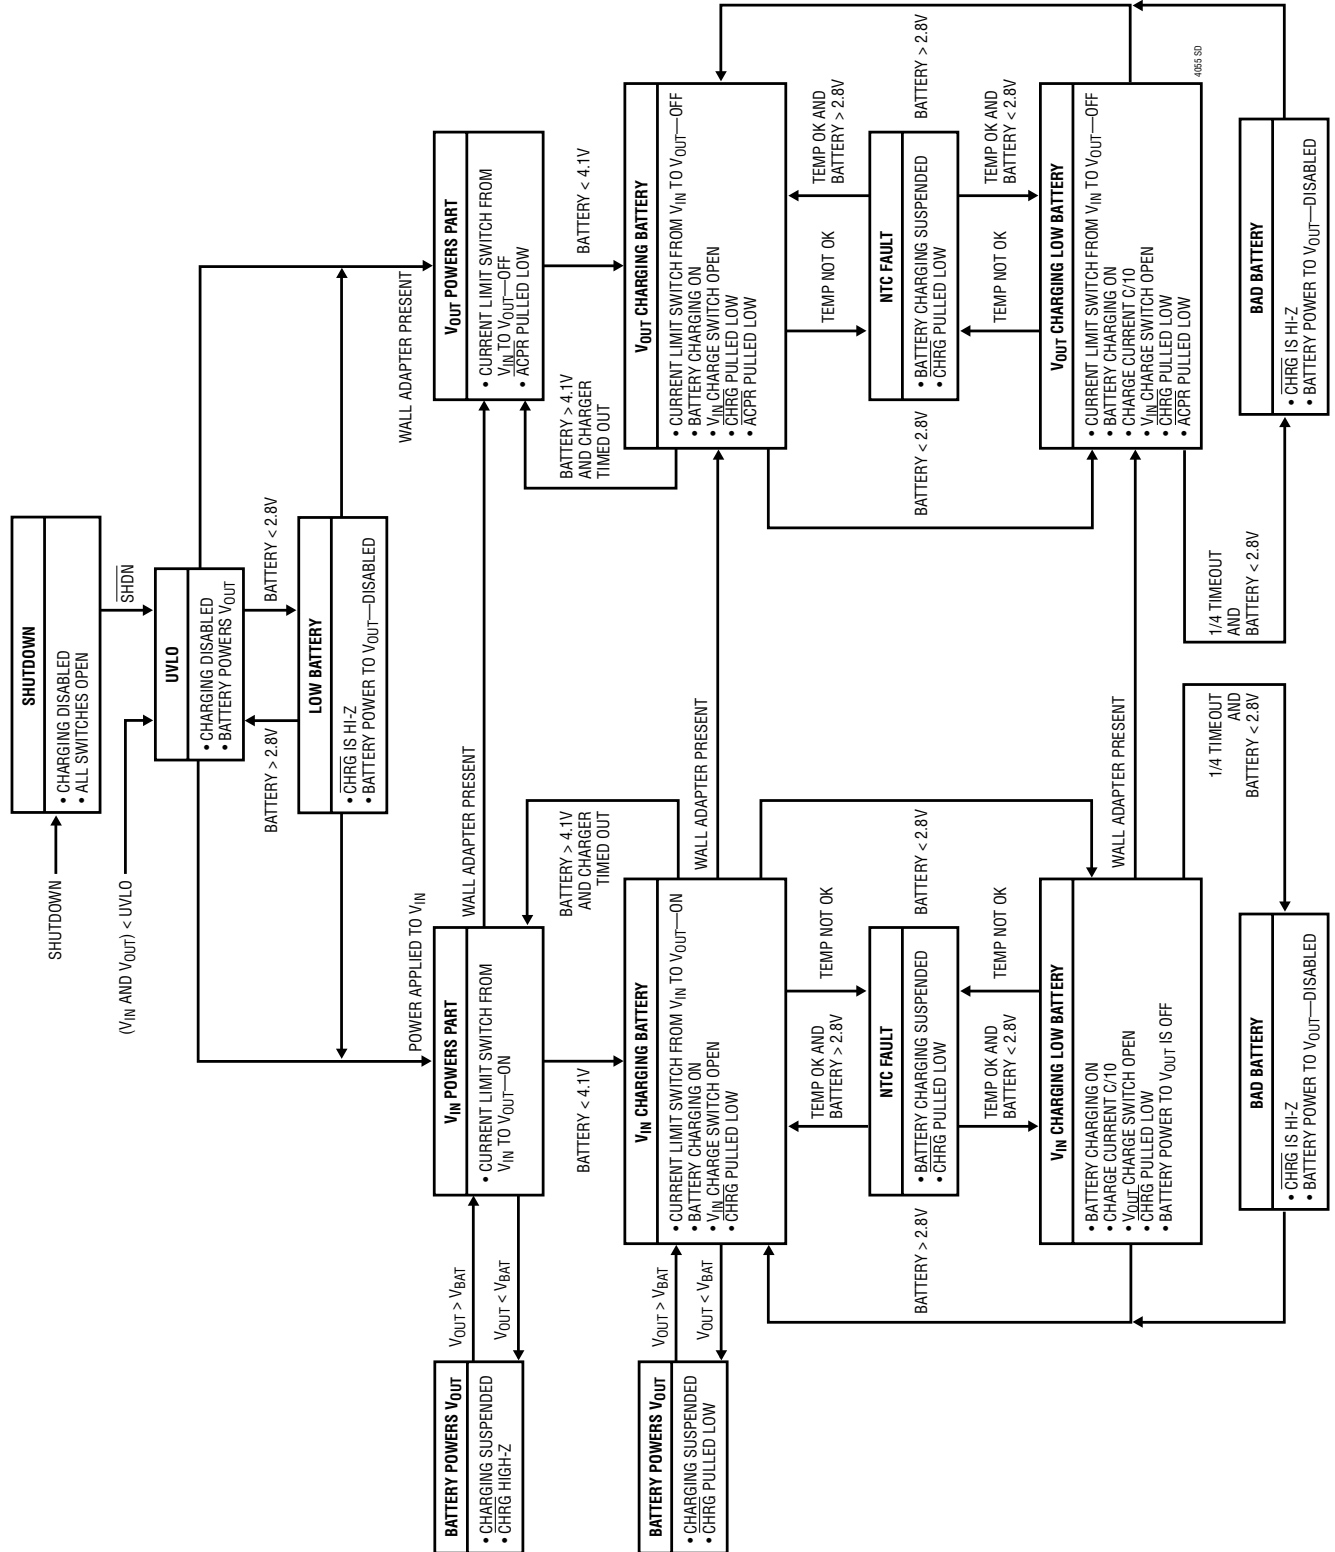 SHUTDOWN
• CHARGING DISABLED
• ALL SWITCHES OPEN
SHUTDOWN
SHDN
(VIN AND VOUT) < UVLO
UVLO
• CHARGING DISABLED
• BATTERY POWERS VOUT
BATTERY > 2.8V
BATTERY < 2.8V
LOW BATTERY
• CHRG IS HI-Z
• BATTERY POWER TO VOUT—DISABLED
POWER APPLIED TO VIN
WALL ADAPTER PRESENT
BATTERY POWERS VOUT
• CHARGING SUSPENDED
• CHRG HIGH-Z
VOUT > VBAT
VOUT < VBAT
VIN POWERS PART
• CURRENT LIMIT SWITCH FROM
VIN TO VOUT—ON
WALL ADAPTER PRESENT
VOUT POWERS PART
• CURRENT LIMIT SWITCH FROM
VIN TO VOUT—OFF
• ACPR PULLED LOW
BATTERY < 4.1V
BATTERY > 4.1V
AND CHARGER
TIMED OUT
BATTERY > 4.1V
AND CHARGER
TIMED OUT
BATTERY < 4.1V
BATTERY POWERS VOUT
• CHARGING SUSPENDED
• CHRG PULLED LOW
VOUT > VBAT
VOUT < VBAT
VIN CHARGING BATTERY
• CURRENT LIMIT SWITCH FROM VIN TO VOUT—ON
• BATTERY CHARGING ON
• VIN CHARGE SWITCH OPEN
• CHRG PULLED LOW
WALL ADAPTER PRESENT
VOUT CHARGING BATTERY
• CURRENT LIMIT SWITCH FROM VIN TO VOUT—OFF
• BATTERY CHARGING ON
• VIN CHARGE SWITCH OPEN
• CHRG PULLED LOW
• ACPR PULLED LOW
TEMP OK AND
BATTERY > 2.8V
TEMP NOT OK
TEMP NOT OK
TEMP OK AND
BATTERY > 2.8V
BATTERY > 2.8V
NTC FAULT
• BATTERY CHARGING SUSPENDED
• CHRG PULLED LOW
BATTERY < 2.8V
BATTERY < 2.8V
NTC FAULT
• BATTERY CHARGING SUSPENDED
• CHRG PULLED LOW
BATTERY > 2.8V
TEMP OK AND
BATTERY < 2.8V
TEMP NOT OK
TEMP NOT OK
TEMP OK AND
BATTERY < 2.8V
VIN CHARGING LOW BATTERY
• BATTERY CHARGING ON
• CHARGE CURRENT C/10
• VOUT CHARGE SWITCH OPEN
• CHRG PULLED LOW
• BATTERY POWER TO VOUT IS OFF
WALL ADAPTER PRESENT
VOUT CHARGING LOW BATTERY
• CURRENT LIMIT SWITCH FROM VIN TO VOUT—OFF
• BATTERY CHARGING ON
• CHARGE CURRENT C/10
• VIN CHARGE SWITCH OPEN
• CHRG PULLED LOW
• ACPR PULLED LOW
4055 SD
1/4 TIMEOUT
AND
BATTERY < 2.8V
1/4 TIMEOUT
AND
BATTERY < 2.8V
BAD BATTERY
• CHRG IS HI-Z
• BATTERY POWER TO VOUT—DISABLED
BAD BATTERY
• CHRG IS HI-Z
• BATTERY POWER TO VOUT—DISABLED